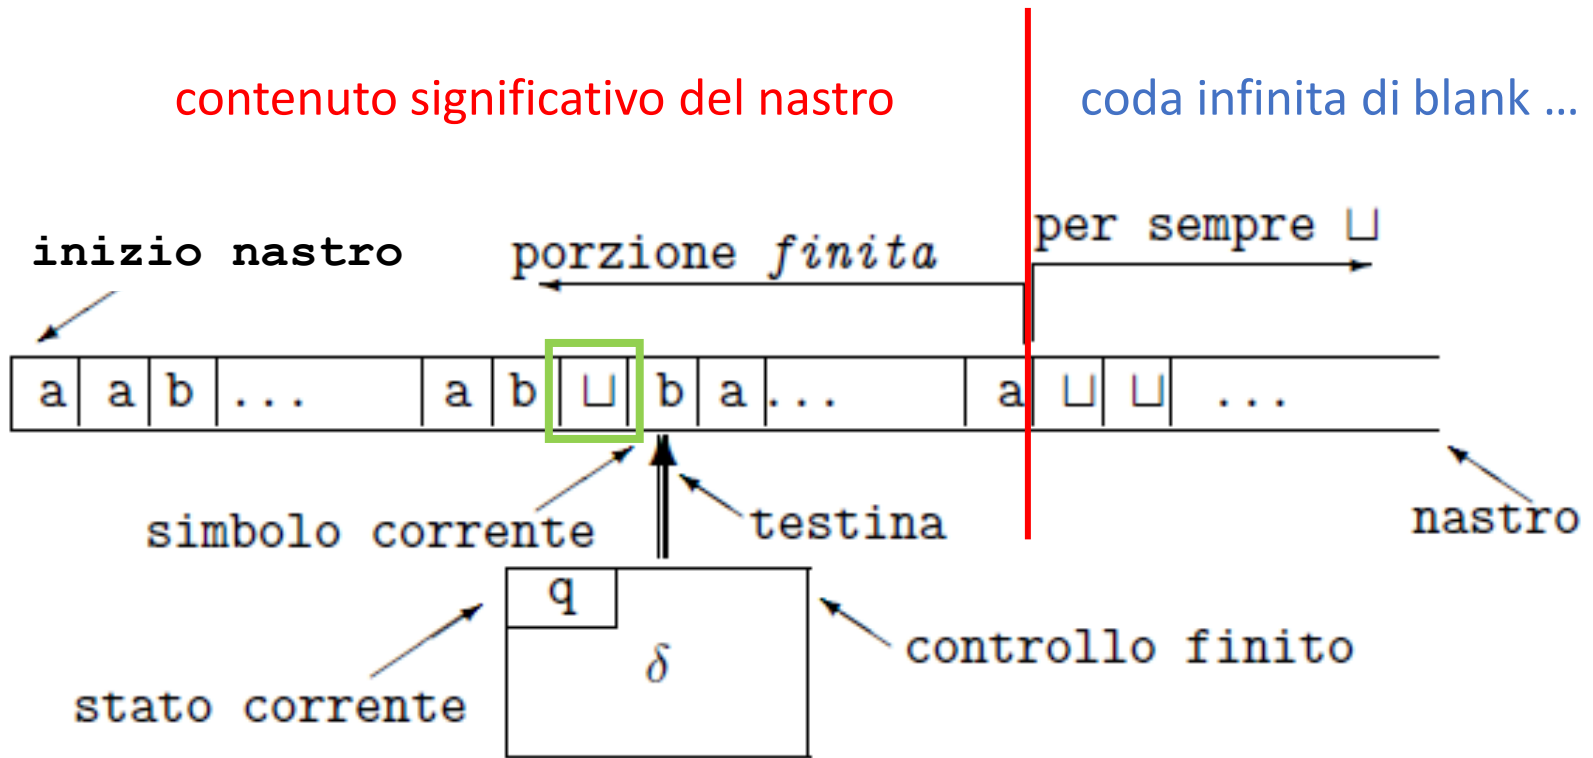 contenuto significativo del nastro
coda infinita di blank ...
per sempre ⊔
inizio nastro
porzione finita
a a b ... a b ⊔ b a ... a ⊔ ⊔ ...
simbolo corrente
testina
nastro
q
δ
controllo finito
stato corrente